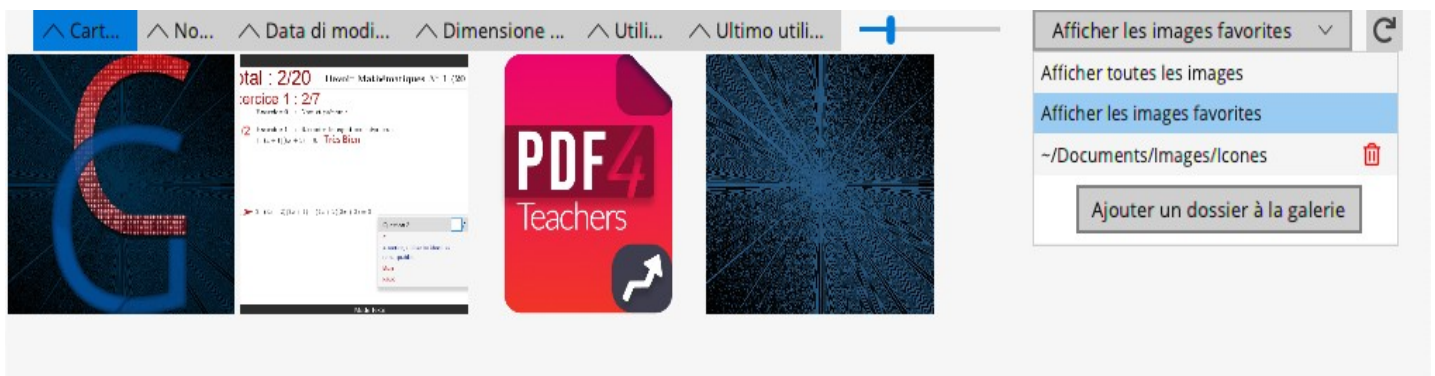 Cart... No... Data di modi... Dimensione ... Utili... Ultimo utili...
Afficher les images favorites
Afficher toutes les images
Afficher les images favorites
~/Documents/Images/Icones
Ajouter un dossier à la galerie
otal : 2/20
ercice 1 : 2/7
Très Bien
PDF4
Teachers